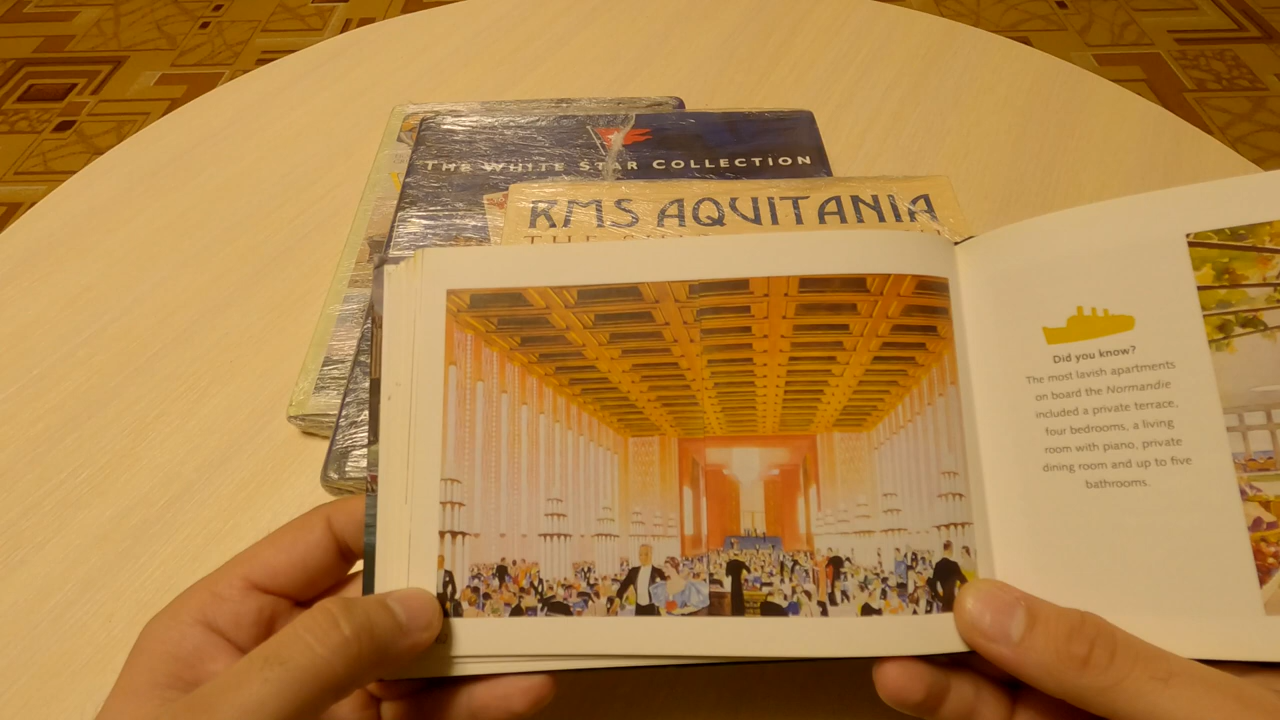 THE WHITE STAR COLLECTION
RMS AQUITANIA
Did you know?
The most lavish apartments
on board the Normandie
included a private terrace,
four bedrooms, a living
room with piano, private
dining room and up to five
bathrooms.